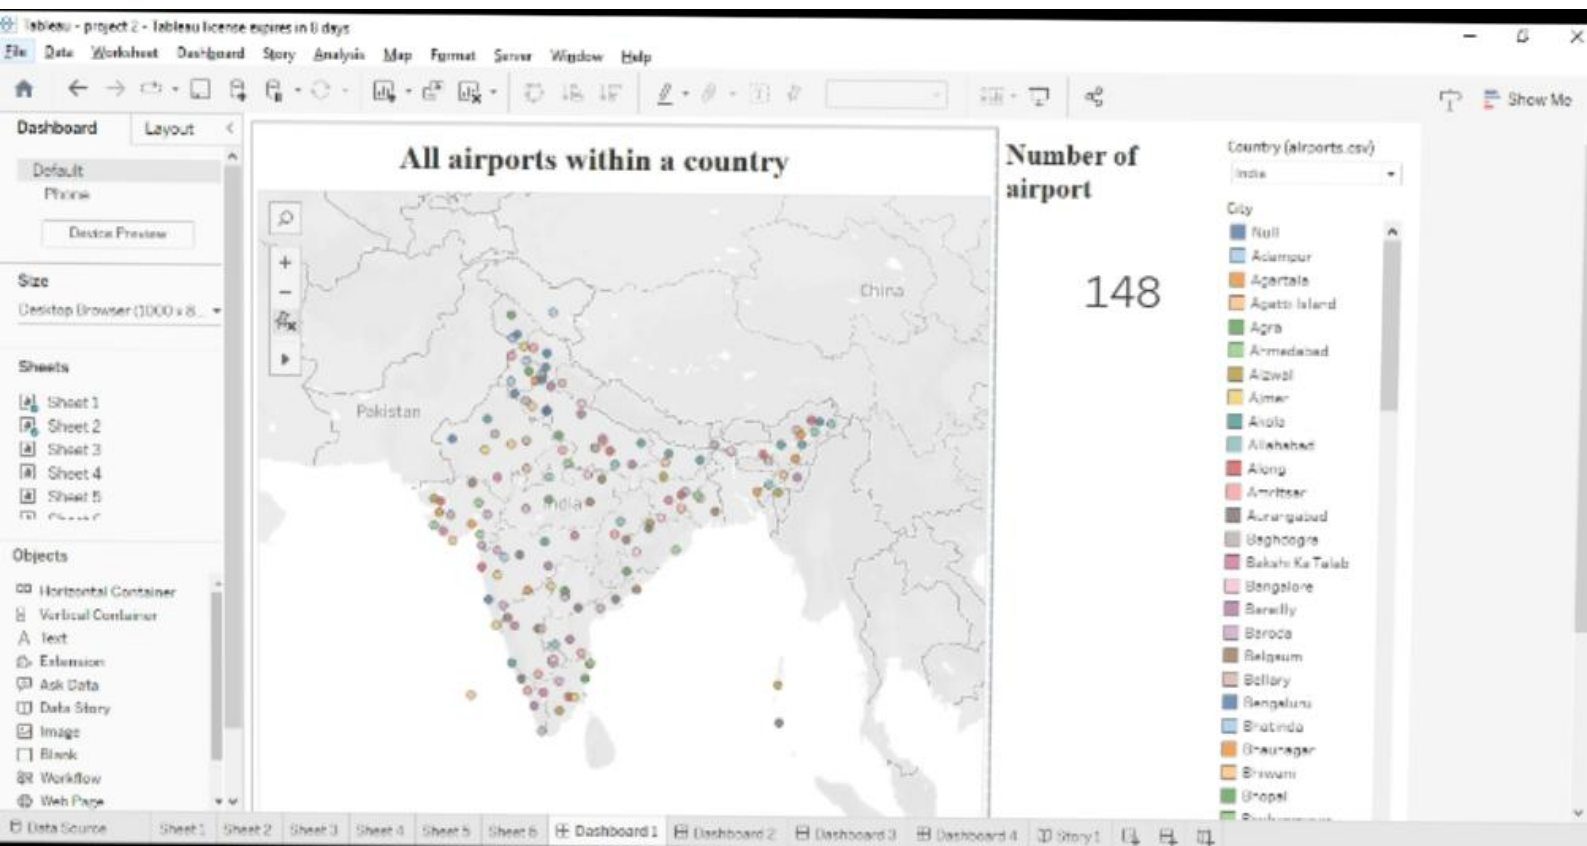 Tableau - project 2 - Tableau license expires in 8 days
File Data Worksheet Dashboard Story Analysis Map Format Server Window Help
Show Me
Dashboard Layout
Default
Phone
Device Preview
Size
Desktop Browser (1000 x 8...
Sheets
Sheet 1
Sheet 2
Sheet 3
Sheet 4
Sheet 5
Objects
Horizontal Container
Vertical Container
Text
Extension
Ask Data
Data Story
Image
Blank
Workflow
Web Page
All airports within a country
China
Pakistan
India
Number of
airport
148
Country (airports.csv)
India
City
Null
Adampur
Agartala
Agatti Island
Agra
Ahmedabad
Aizwal
Ajmer
Akola
Allahabad
Along
Amritsar
Aurangabad
Baghdogra
Bakshi Ka Talab
Bangalore
Bareilly
Baroda
Belgaum
Bellary
Bengaluru
Bhatinda
Bhaunagar
Bhiwani
Bhopal
Data Source Sheet 1 Sheet 2 Sheet 3 Sheet 4 Sheet 5 Sheet 6 Dashboard 1 Dashboard 2 Dashboard 3 Dashboard 4 Story 1